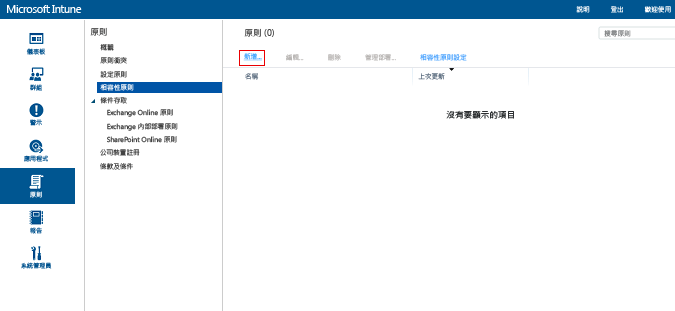 Microsoft Intune
說明 登出 歡迎使用
儀表板
群組
警示
應用程式
原則
報告
系統管理員
原則
概觀
原則衝突
設定原則
相容性原則
條件存取
Exchange Online 原則
Exchange 內部部署原則
SharePoint Online 原則
公司裝置註冊
條款及條件
原則 (0)
搜尋原則
新增... 編輯... 刪除 管理部署... 相容性原則設定
名稱 上次更新
沒有要顯示的項目